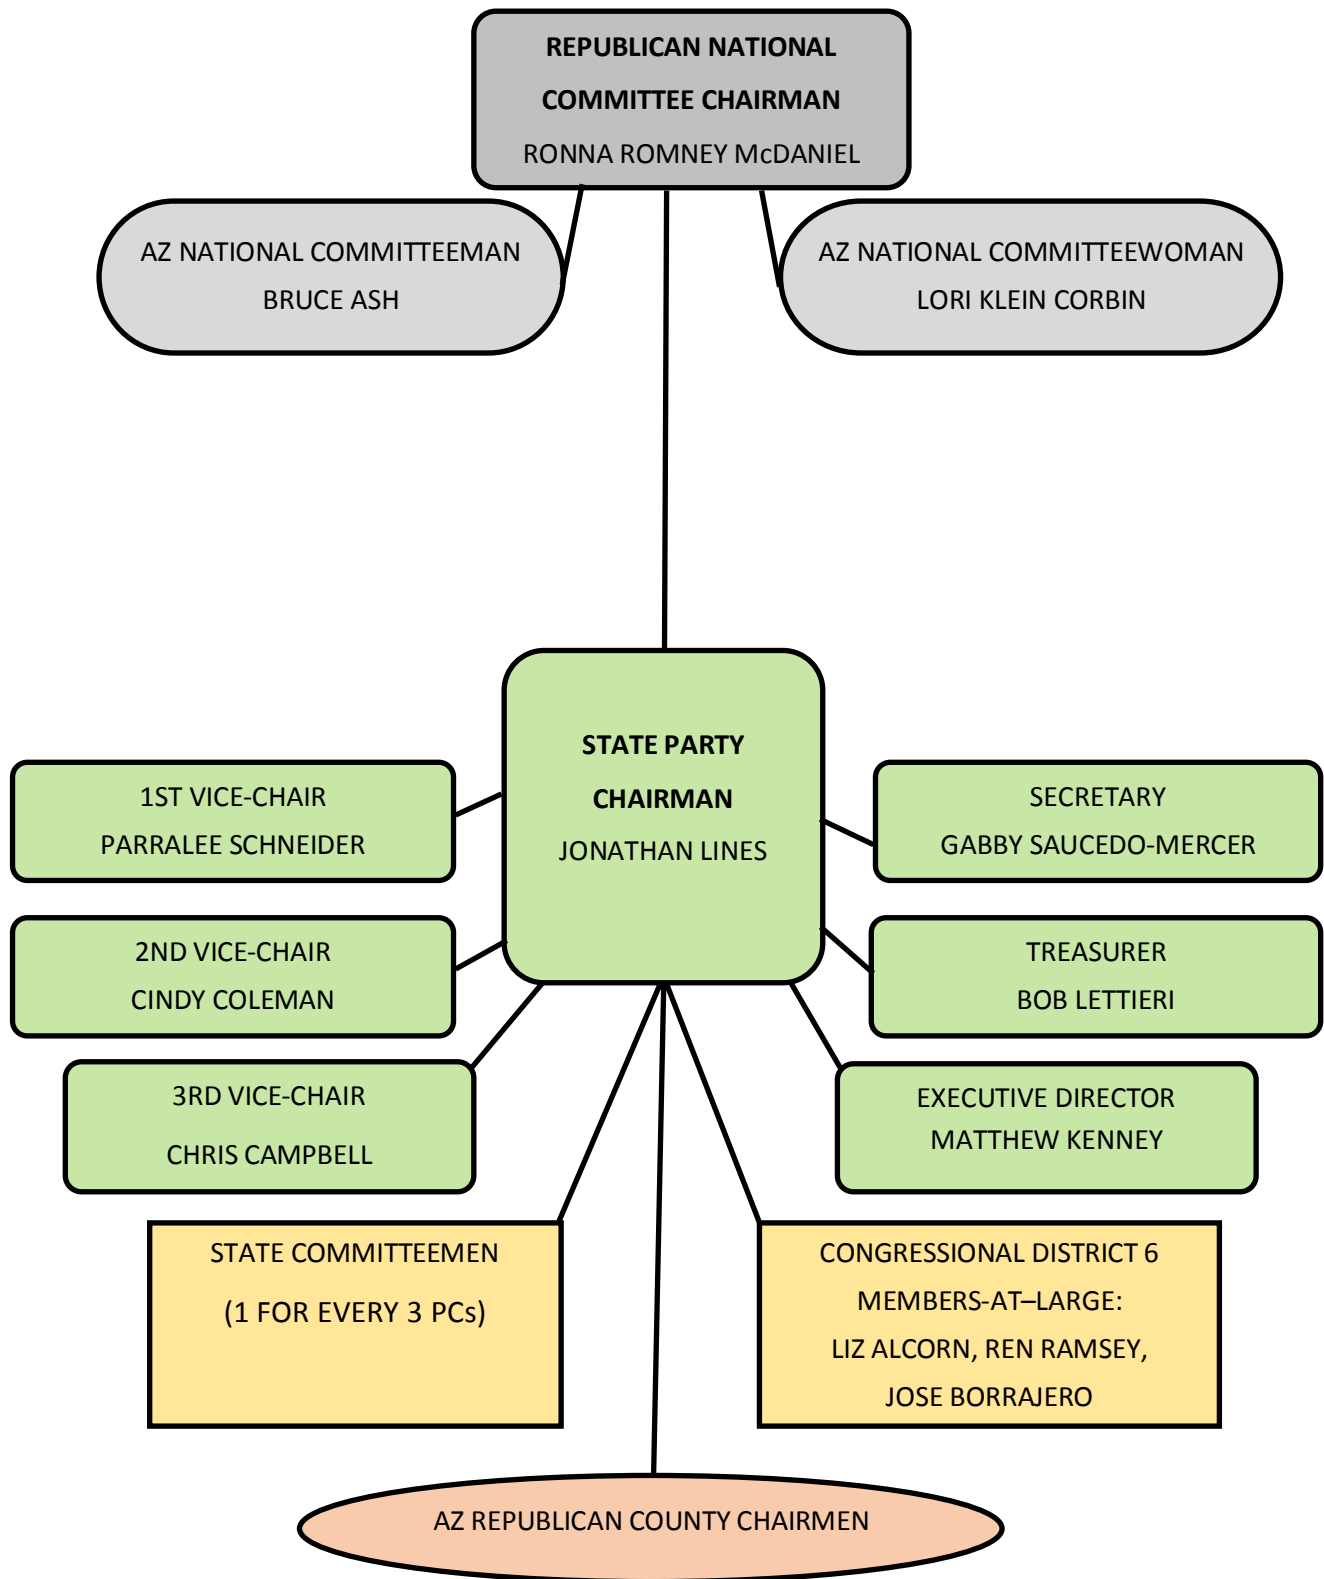 REPUBLICAN NATIONAL
COMMITTEE CHAIRMAN
RONNA ROMNEY McDANIEL
AZ NATIONAL COMMITTEEMAN
BRUCE ASH
AZ NATIONAL COMMITTEEWOMAN
LORI KLEIN CORBIN
STATE PARTY
CHAIRMAN
JONATHAN LINES
1ST VICE-CHAIR
PARRALEE SCHNEIDER
SECRETARY
GABBY SAUCEDO-MERCER
2ND VICE-CHAIR
CINDY COLEMAN
TREASURER
BOB LETTIERI
3RD VICE-CHAIR
CHRIS CAMPBELL
EXECUTIVE DIRECTOR
MATTHEW KENNEY
STATE COMMITTEEMEN
(1 FOR EVERY 3 PCs)
CONGRESSIONAL DISTRICT 6
MEMBERS-AT–LARGE:
LIZ ALCORN, REN RAMSEY,
JOSE BORRAJERO
AZ REPUBLICAN COUNTY CHAIRMEN